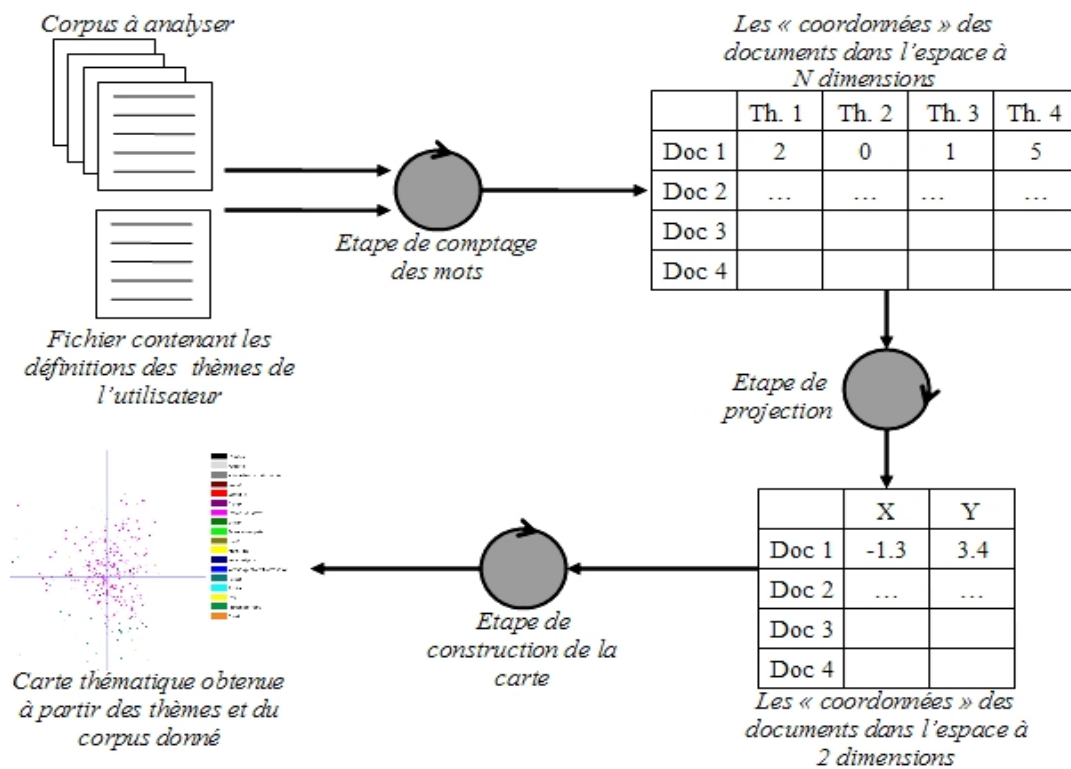 Corpus à analyser
Les « coordonnées » des
documents dans l'espace à
N dimensions
Th. 1 Th. 2 Th. 3 Th. 4
Doc 1 2 0 1 5
Doc 2 … … … …
Doc 3
Doc 4
Etape de comptage
des mots
Fichier contenant les
définitions des thèmes de
l'utilisateur
Etape de
projection
X Y
Doc 1 -1.3 3.4
Doc 2 … …
Doc 3
Doc 4
Etape de
construction de la
carte
Carte thématique obtenue
à partir des thèmes et du
corpus donné
Les « coordonnées » des
documents dans l'espace à
2 dimensions